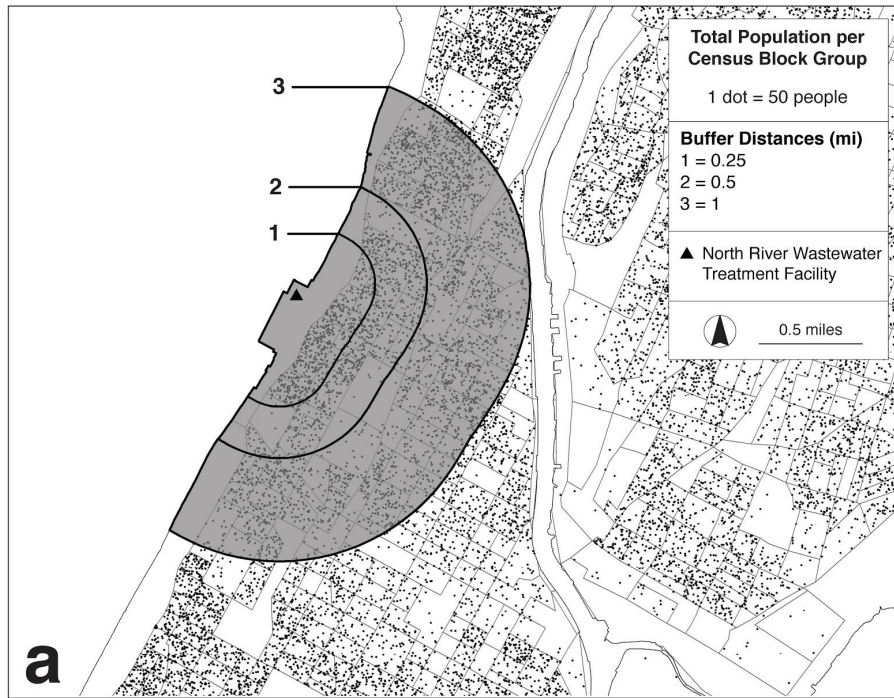 Total Population per
Census Block Group
1 dot = 50 people
Buffer Distances (mi)
1 = 0.25
2 = 0.5
3 = 1
▲ North River Wastewater
Treatment Facility
0.5 miles
3
2
1
a